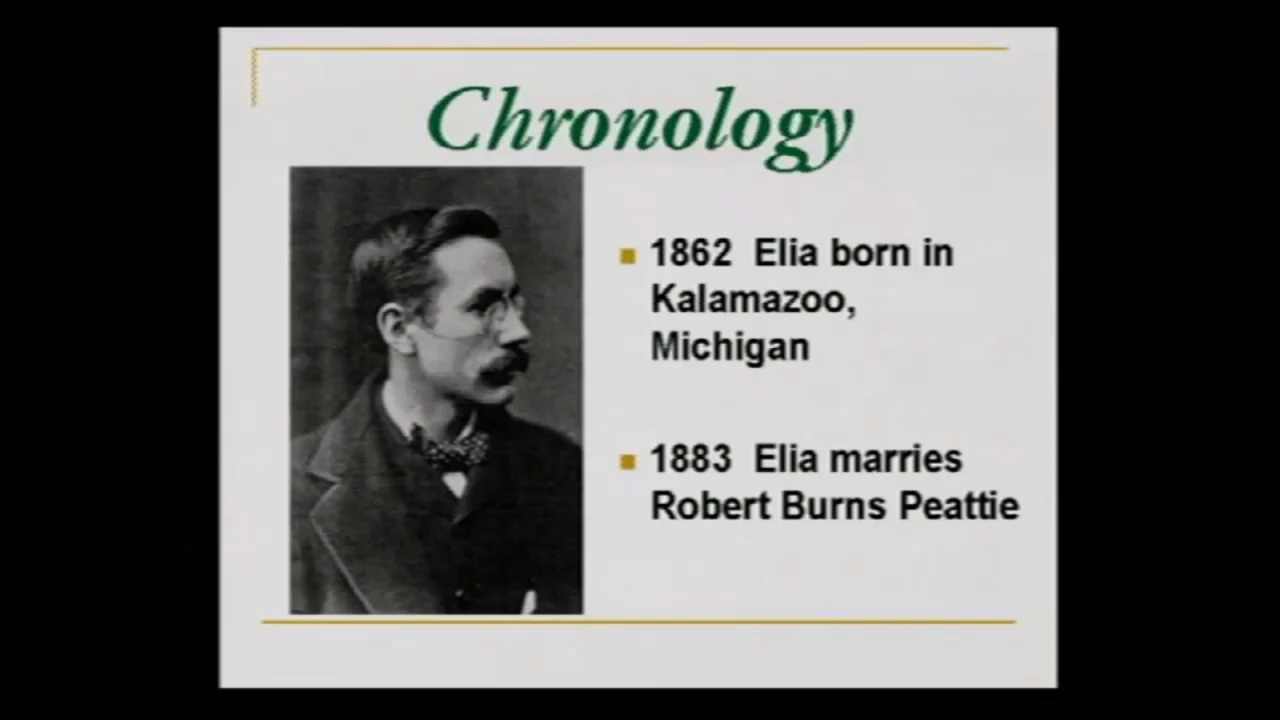 Chronology
1862 Elia born in
Kalamazoo,
Michigan
1883 Elia marries
Robert Burns Peattie